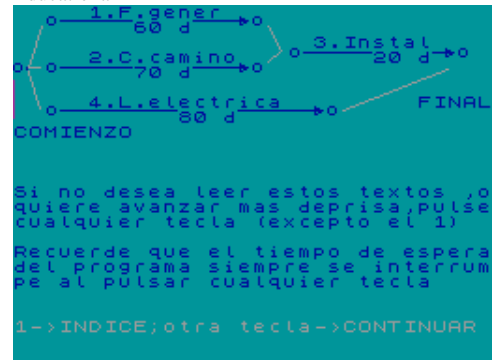 1.F.gener
60 d
2.C.camino
70 d
3.Instal
20 d
4.L.electrica
80 d
FINAL
COMIENZO
Si no desea leer estos textos ,o
quiere avanzar mas deprisa,pulse
cualquier tecla (excepto el 1)
Recuerde que el tiempo de espera
del programa siempre se interrum
pe al pulsar cualquier tecla
1->INDICE;otra tecla->CONTINUAR